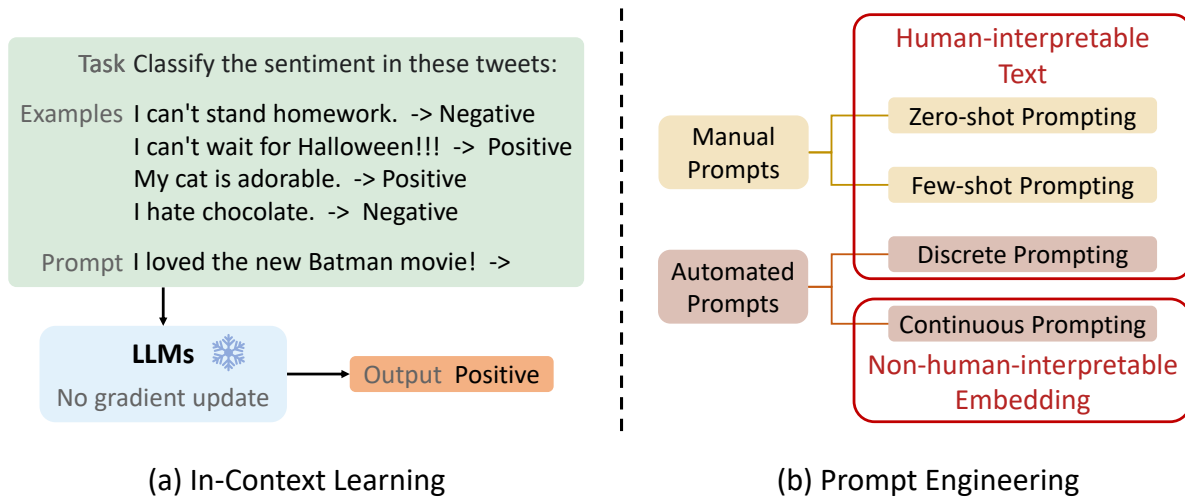 Task Classify the sentiment in these tweets:
Examples I can't stand homework. -> Negative
I can't wait for Halloween!!! -> Positive
My cat is adorable. -> Positive
I hate chocolate. -> Negative
Prompt I loved the new Batman movie! ->
LLMs
No gradient update
Output Positive
(a) In-Context Learning
Human-interpretable
Text
Manual
Prompts
Zero-shot Prompting
Few-shot Prompting
Automated
Prompts
Discrete Prompting
Continuous Prompting
Non-human-interpretable
Embedding
(b) Prompt Engineering